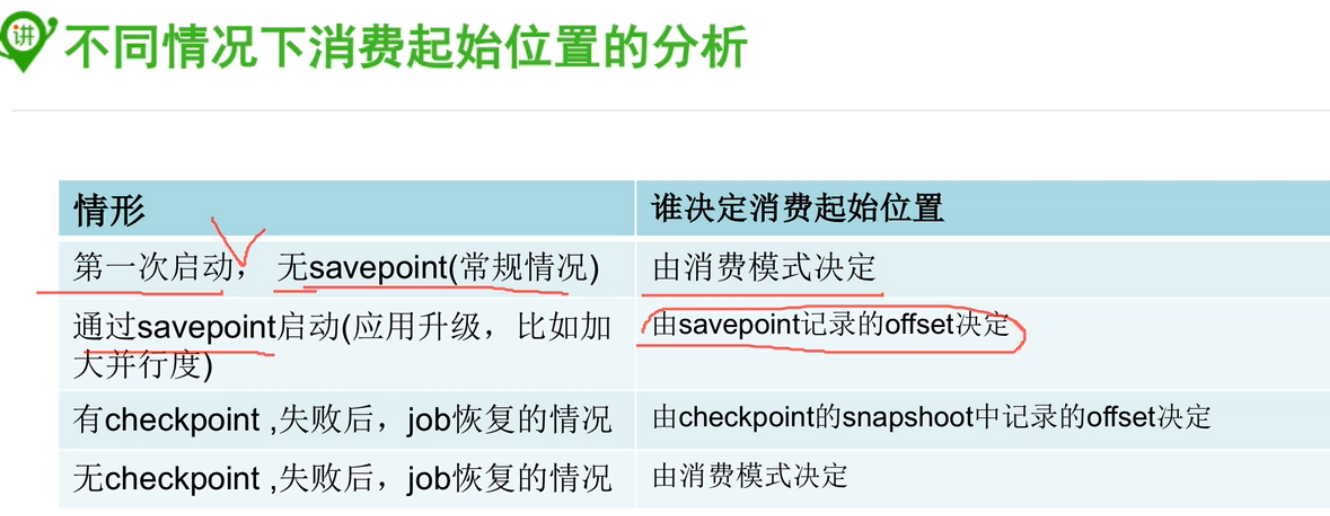 讲
不同情况下消费起始位置的分析
情形
谁决定消费起始位置
第一次启动， 无savepoint(常规情况)
由消费模式决定
通过savepoint启动(应用升级，比如加
大并行度)
由savepoint记录的offset决定
有checkpoint ,失败后，job恢复的情况
由checkpoint的snapshoot中记录的offset决定
无checkpoint ,失败后，job恢复的情况
由消费模式决定